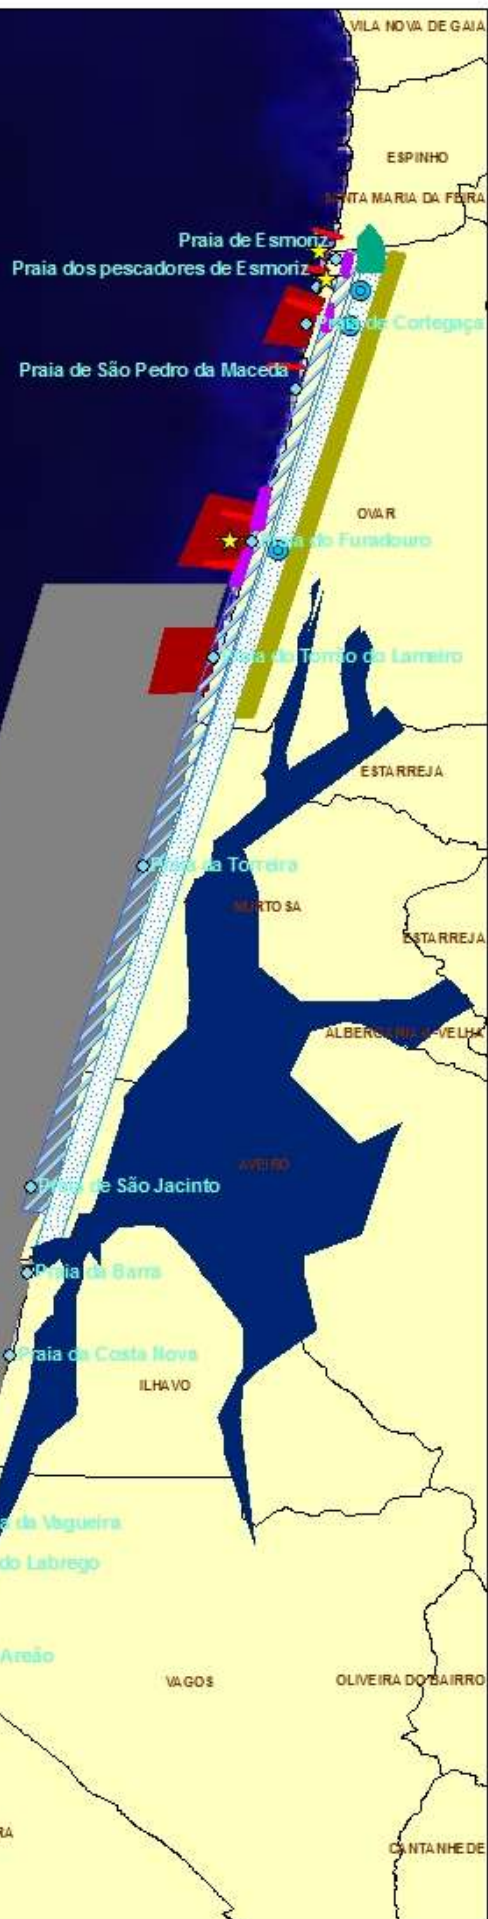 VILA NOVA DE GAIA
ESPINHO
SANTA MARIA DA FEIRA
Praia de Esmoriz
Praia dos pescadores de Esmoriz
Praia de Cortegaça
Praia de São Pedro da Maceda
OVAR
Praia do Furadouro
Praia do Torrão do Lameiro
ESTARREJA
Praia da Torreira
MURTOSA
ESTARREJA
ALBERGARIA-A-VELHA
AVEIRO
Praia de São Jacinto
Praia da Barra
Praia da Costa Nova
ILHAVO
a da Vagueira
do Labrego
Areão
VAGOS
OLIVEIRA DO BAIRRO
RA
CANTANHEDE